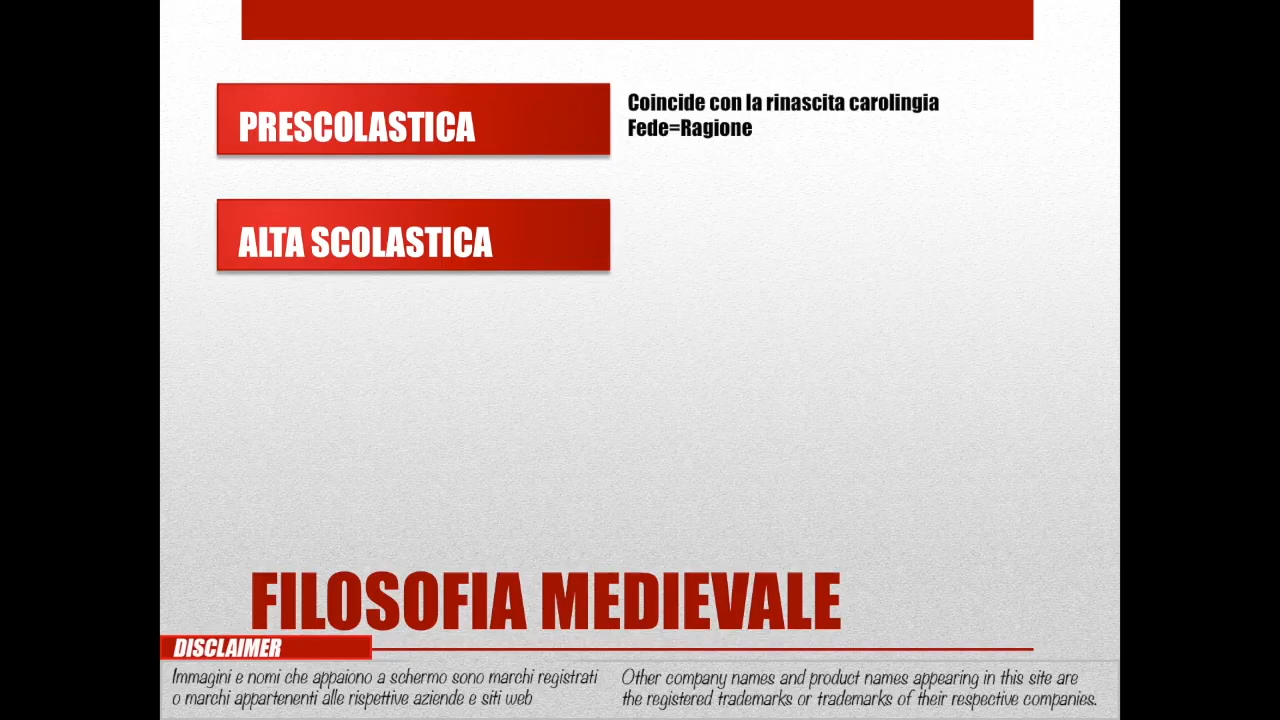 PRESCOLASTICA
Coincide con la rinascita carolingia
Fede=Ragione
ALTA SCOLASTICA
FILOSOFIA MEDIEVALE
DISCLAIMER
Immagini e nomi che appaiono a schermo sono marchi registrati
o marchi appartenenti alle rispettive aziende e siti web
Other company names and product names appearing in this site are
the registered trademarks or trademarks of their respective companies.